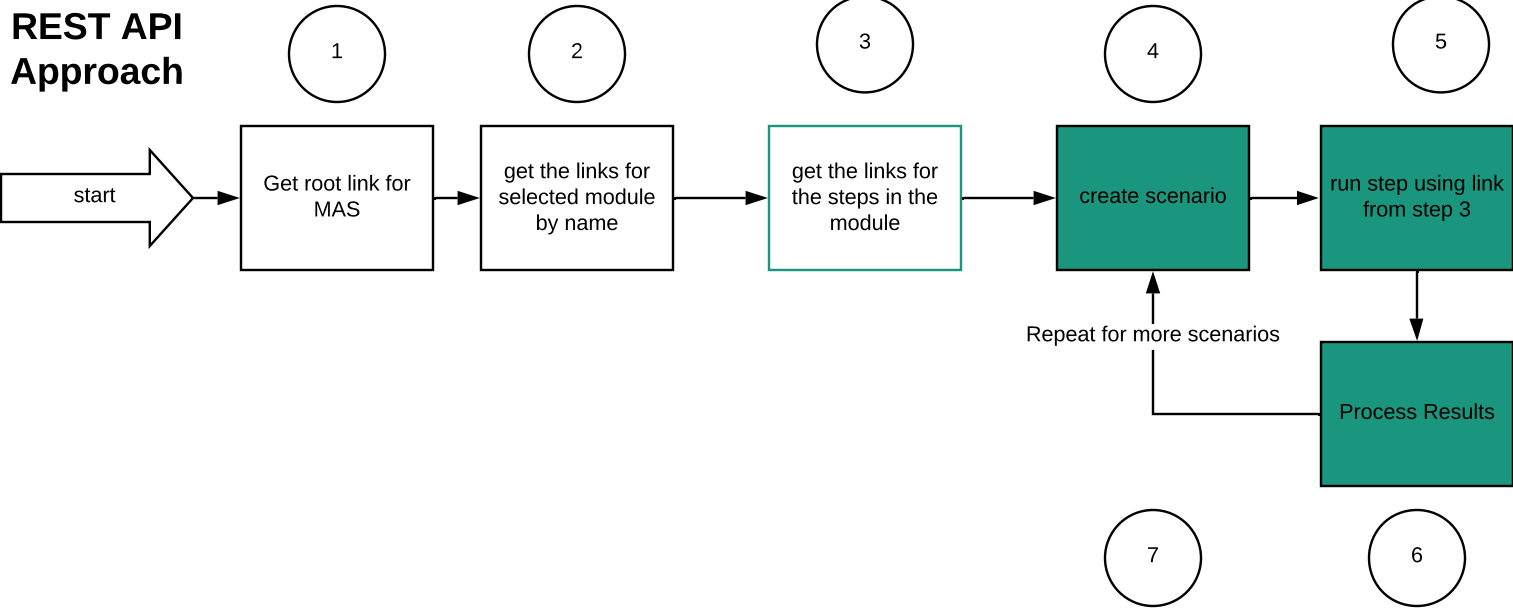 REST API
Approach
1
2
3
4
5
start
Get root link for
MAS
get the links for
selected module
by name
get the links for
the steps in the
module
create scenario
run step using link
from step 3
Repeat for more scenarios
Process Results
7
6